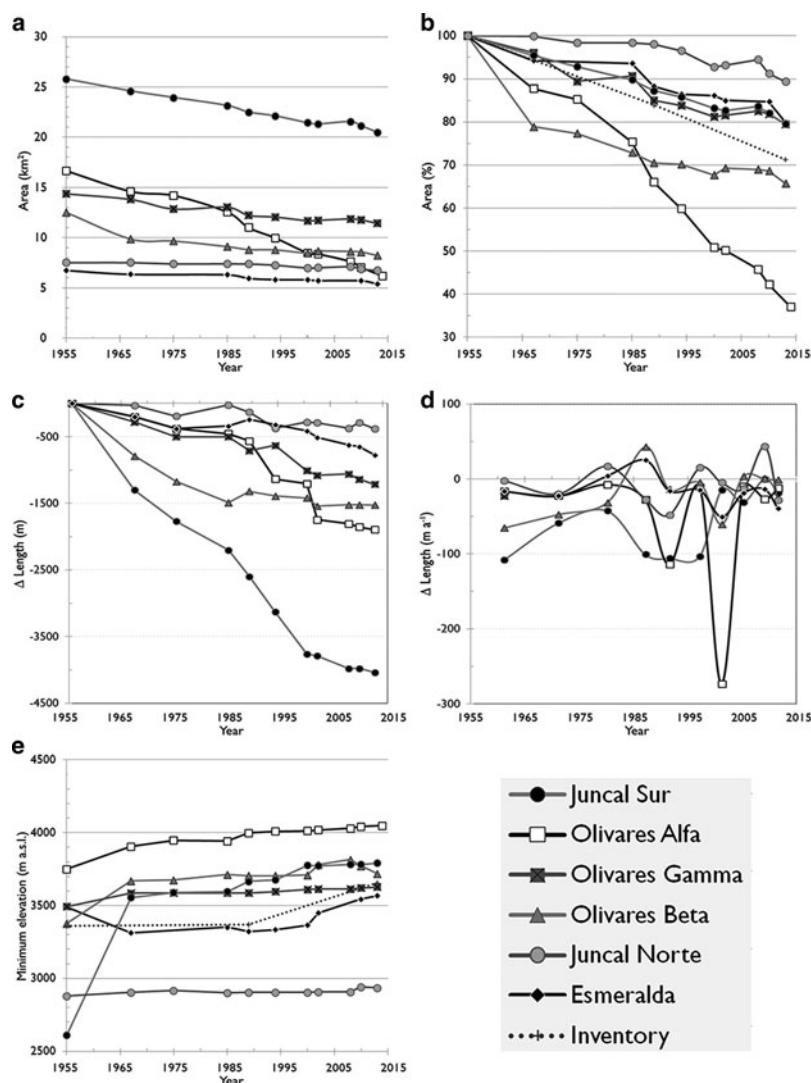 a
30
25
20
15
10
5
0
Area (km²)
1955 1965 1975 1985 1995 2005 2015
Year
b
100
90
80
70
60
50
40
30
Area (%)
1955 1965 1975 1985 1995 2005 2015
Year
c
-500
-1500
-2500
-3500
-4500
Δ Length (m)
1955 1965 1975 1985 1995 2005 2015
Year
d
100
0
-100
-200
-300
Δ Length (m a⁻¹)
1955 1965 1975 1985 1995 2005 2015
Year
e
4500
4000
3500
3000
2500
Minimum elevation (m a.s.l.)
1955 1965 1975 1985 1995 2005 2015
Year
Juncal Sur
Olivares Alfa
Olivares Gamma
Olivares Beta
Juncal Norte
Esmeralda
Inventory